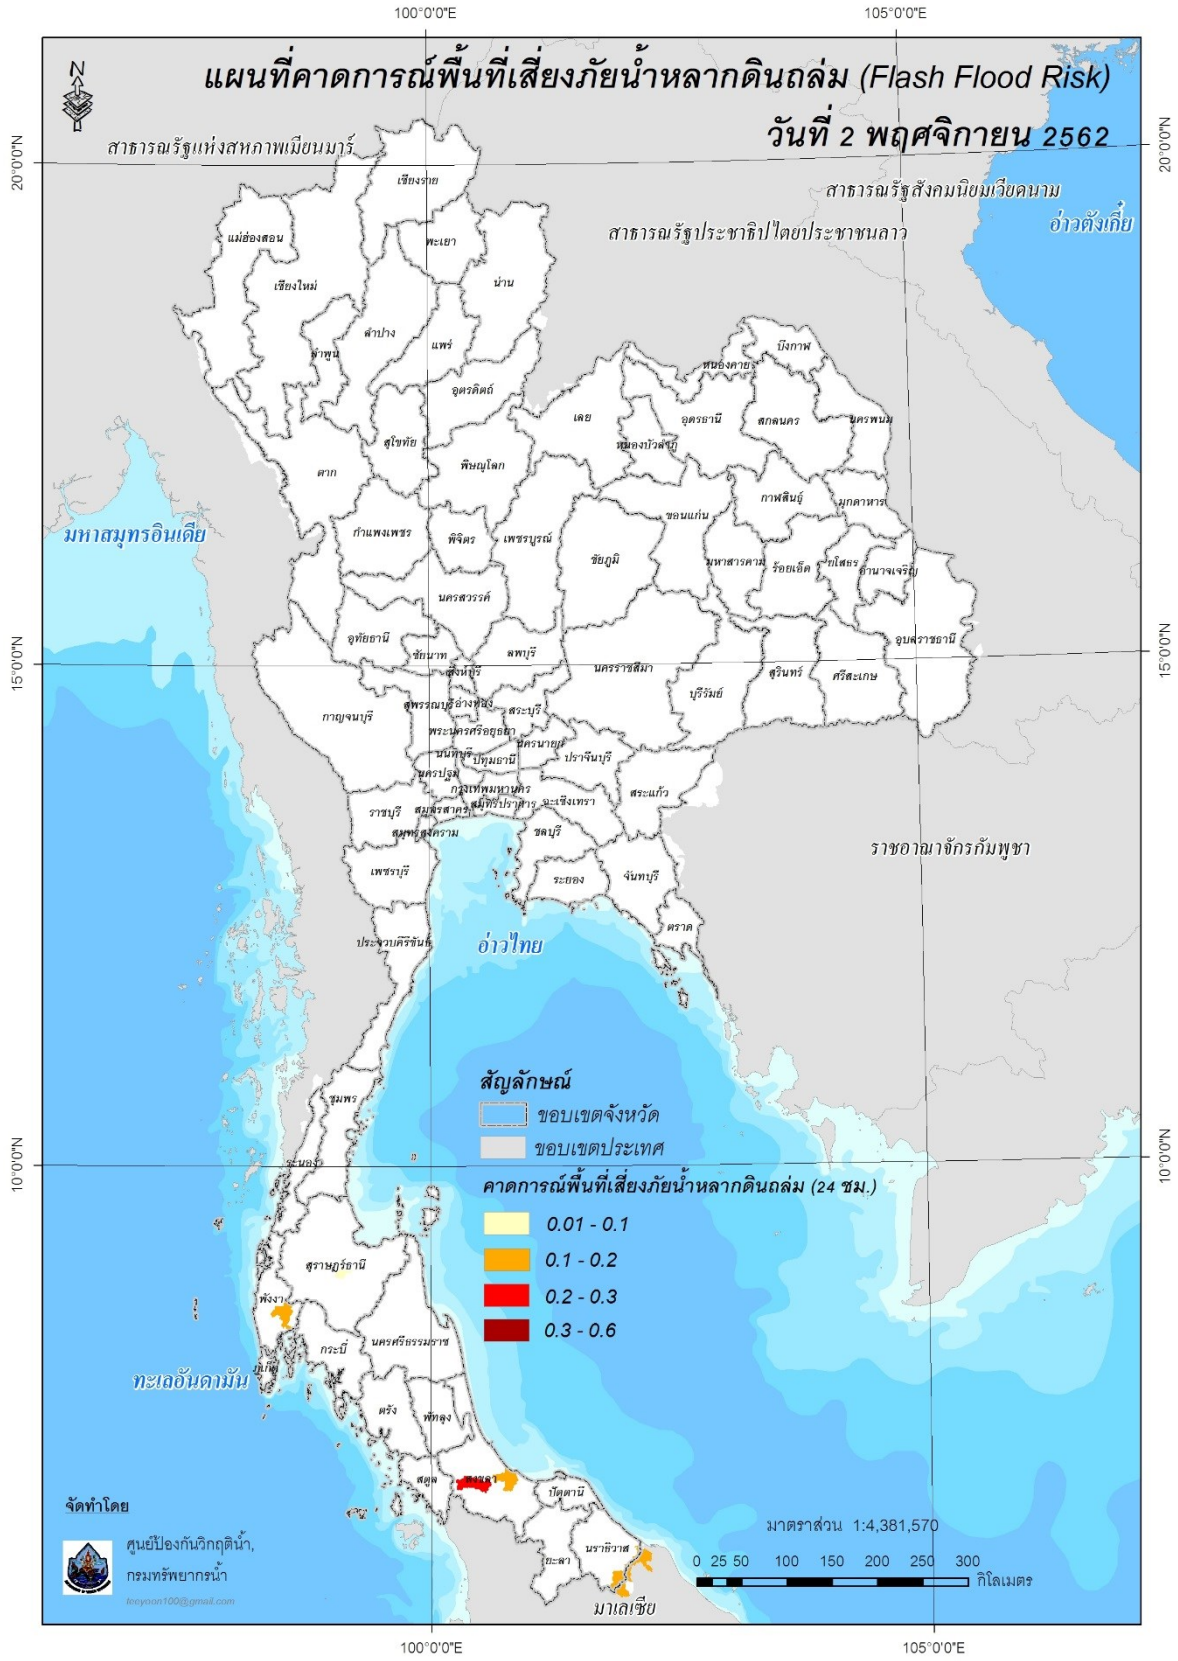 100°0'0"E 105°0'0"E
แผนที่คาดการณ์พื้นที่เสี่ยงภัยน้ำหลากดินถล่ม (Flash Flood Risk)
วันที่ 2 พฤศจิกายน 2562
N
20°0'0"N 20°0'0"N
สาธารณรัฐแห่งสหภาพเมียนมาร์
เชียงราย
สาธารณรัฐสังคมนิยมเวียดนาม
อ่าวตังเกี๋ย
สาธารณรัฐประชาธิปไตยประชาชนลาว
แม่ฮ่องสอน
พะเยา
เชียงใหม่
น่าน
ลำปาง
แพร่
ลำพูน
บึงกาฬ
หนองคาย
อุตรดิตถ์
เลย
อุดรธานี
สกลนคร
นครพนม
สุโขทัย
หนองบัวลำภู
ตาก
พิษณุโลก
กาฬสินธุ์
มุกดาหาร
ขอนแก่น
มหาสมุทรอินเดีย
กำแพงเพชร
พิจิตร
เพชรบูรณ์
ชัยภูมิ
มหาสารคาม
ร้อยเอ็ด
ยโสธร
อำนาจเจริญ
นครสวรรค์
อุทัยธานี
ชัยนาท
ลพบุรี
อุบลราชธานี
15°0'0"N 15°0'0"N
สิงห์บุรี
นครราชสีมา
สุรินทร์
ศรีสะเกษ
บุรีรัมย์
สุพรรณบุรี
อ่างทอง
สระบุรี
กาญจนบุรี
พระนครศรีอยุธยา
นครนายก
นนทบุรี
ปทุมธานี
ปราจีนบุรี
นครปฐม
กรุงเทพมหานคร
สระแก้ว
ราชบุรี
สมุทรสาคร
สมุทรปราการ
ฉะเชิงเทรา
สมุทรสงคราม
ชลบุรี
ราชอาณาจักรกัมพูชา
เพชรบุรี
ระยอง
จันทบุรี
ตราด
ประจวบคีรีขันธ์
อ่าวไทย
ชุมพร
สัญลักษณ์
ขอบเขตจังหวัด
ขอบเขตประเทศ
ระนอง
10°0'0"N 10°0'0"N
คาดการณ์พื้นที่เสี่ยงภัยน้ำหลากดินถล่ม (24 ชม.)
0.01 - 0.1
0.1 - 0.2
0.2 - 0.3
0.3 - 0.6
สุราษฎร์ธานี
พังงา
กระบี่
นครศรีธรรมราช
ภูเก็ต
ทะเลอันดามัน
ตรัง
พัทลุง
สตูล
สงขลา
ปัตตานี
ยะลา
นราธิวาส
มาเลเซีย
จัดทำโดย
ศูนย์ป้องกันวิกฤติน้ำ,
กรมทรัพยากรน้ำ
teeyoon100@gmail.com
มาตราส่วน 1:4,381,570
0 25 50 100 150 200 250 300
กิโลเมตร
100°0'0"E 105°0'0"E